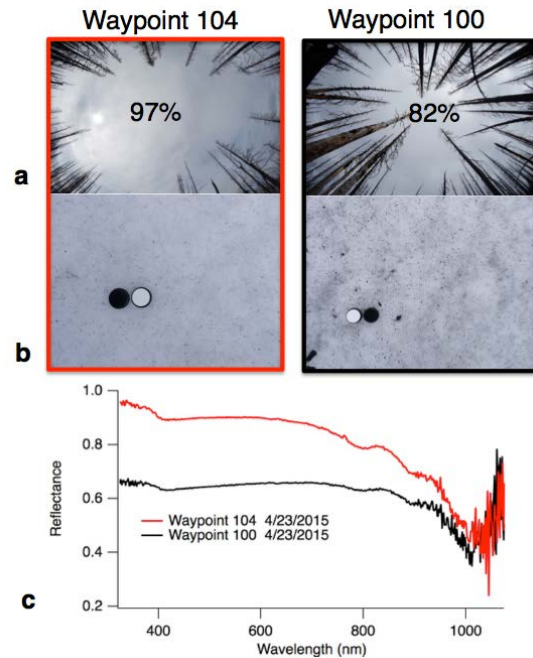 Waypoint 104
Waypoint 100
97%
82%
a
b
1.0
0.8
0.6
0.4
0.2
Reflectance
Waypoint 104 4/23/2015
Waypoint 100 4/23/2015
c
400
600
800
1000
Wavelength (nm)